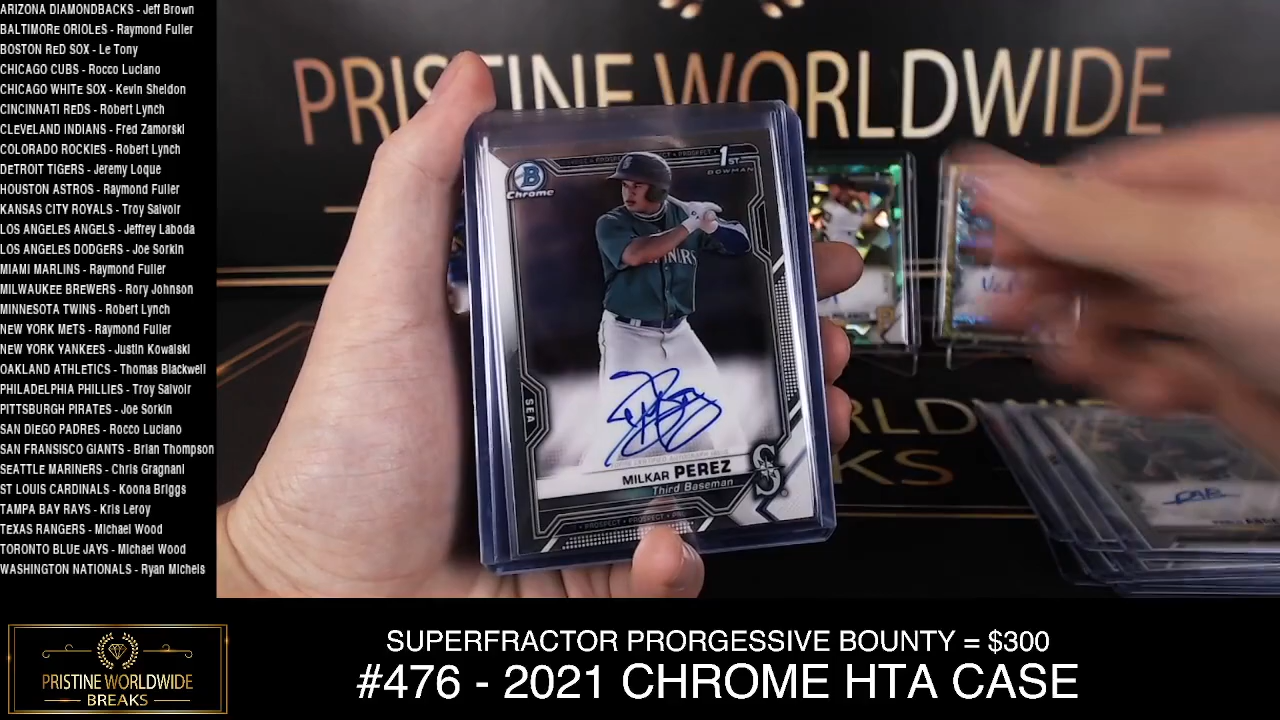 ARIZONA DIAMONDBACKS - Jeff Brown
BALTIMORE ORIOLES - Raymond Fuller
BOSTON RED SOX - Le Tony
CHICAGO CUBS - Rocco Luciano
CHICAGO WHITE SOX - Kevin Sheldon
CINCINNATI REDS - Robert Lynch
CLEVELAND INDIANS - Fred Zamorski
COLORADO ROCKIES - Robert Lynch
DETROIT TIGERS - Jeremy Loque
HOUSTON ASTROS - Raymond Fuller
KANSAS CITY ROYALS - Troy Salvoir
LOS ANGELES ANGELS - Jeffrey Laboda
LOS ANGELES DODGERS - Joe Sorkin
MIAMI MARLINS - Raymond Fuller
MILWAUKEE BREWERS - Rory Johnson
MINNESOTA TWINS - Robert Lynch
NEW YORK METS - Raymond Fuller
NEW YORK YANKEES - Justin Kowalski
OAKLAND ATHLETICS - Thomas Blackwell
PHILADELPHIA PHILLIES - Troy Salvoir
PITTSBURGH PIRATES - Joe Sorkin
SAN DIEGO PADRES - Rocco Luciano
SAN FRANSISCO GIANTS - Brian Thompson
SEATTLE MARINERS - Chris Gragnani
ST LOUIS CARDINALS - Koona Briggs
TAMPA BAY RAYS - Kris Leroy
TEXAS RANGERS - Michael Wood
TORONTO BLUE JAYS - Michael Wood
WASHINGTON NATIONALS - Ryan Michels
PRISTINE WORLDWIDE
B
Chrome
1ST
BOWMAN
SEA
MILKAR PEREZ
Third Baseman
PROSPECT
PRISTINE WORLDWIDE
BREAKS
SUPERFRACTOR PRORGESSIVE BOUNTY = $300
#476 - 2021 CHROME HTA CASE